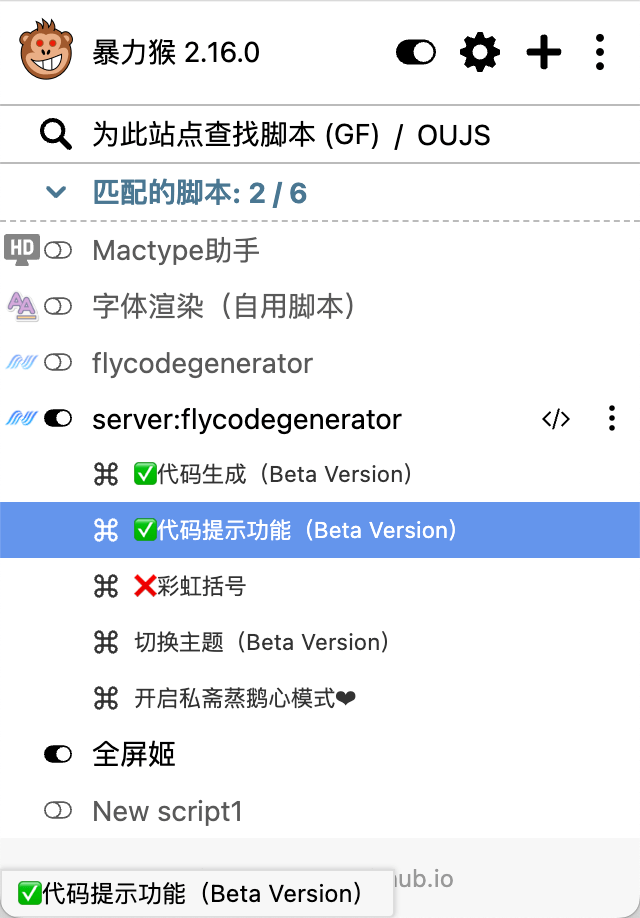 暴力猴 2.16.0
为此站点查找脚本 (GF) / OUJS
匹配的脚本: 2 / 6
HD Mactype助手
AA 字体渲染（自用脚本）
flycodegenerator
server:flycodegenerator </>
⌘ ✅代码生成（Beta Version）
⌘ ✅代码提示功能（Beta Version）
⌘ ❌彩虹括号
⌘ 切换主题（Beta Version）
⌘ 开启私斋蒸鹅心模式❤
全屏姬
New script1
ub.io
✅代码提示功能（Beta Version）